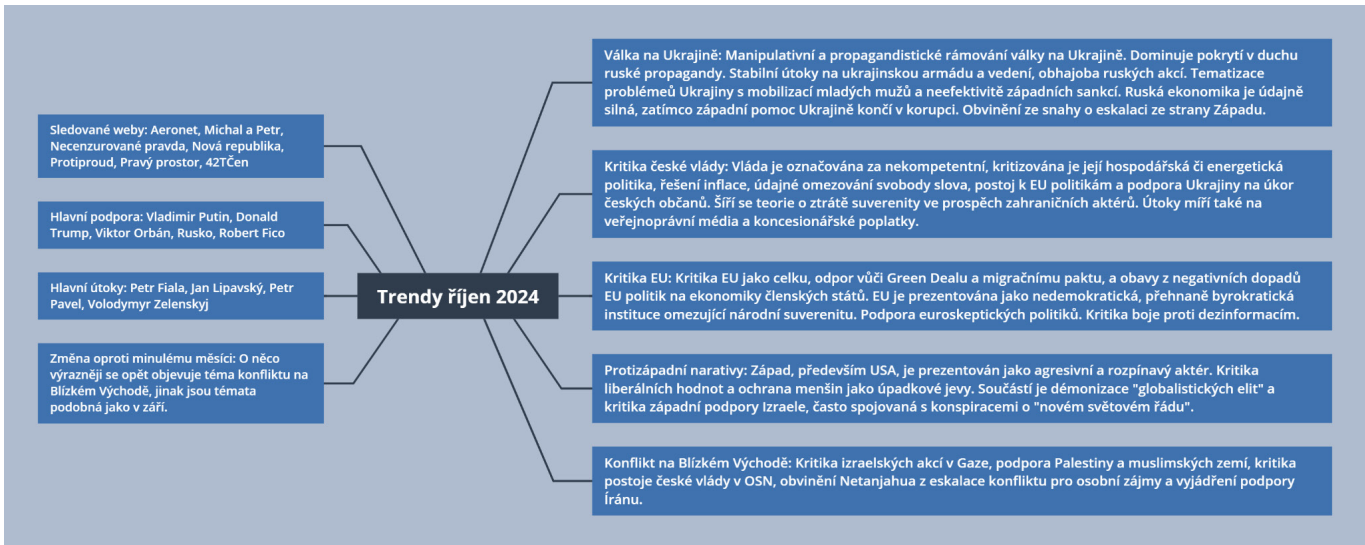 Sledované weby: Aeronet, Michal a Petr,
Necenzurované pravda, Nová republika,
Protiproud, Pravý prostor, 42TČen
Hlavní podpora: Vladimir Putin, Donald
Trump, Viktor Orbán, Rusko, Robert Fico
Hlavní útoky: Petr Fiala, Jan Lipavský, Petr
Pavel, Volodymyr Zelenskyj
Změna oproti minulému měsíci: O něco
výrazněji se opět objevuje téma konfliktu na
Blízkém Východě, jinak jsou témata
podobná jako v září.
Trendy říjen 2024
Válka na Ukrajině: Manipulativní a propagandistické rámování války na Ukrajině. Dominuje pokrytí v duchu
ruské propagandy. Stabilní útoky na ukrajinskou armádu a vedení, obhajoba ruských akcí. Tematizace
problémeů Ukrajiny s mobilizací mladých mužů a neefektivitě západních sankcí. Ruská ekonomika je údajně
silná, zatímco západní pomoc Ukrajině končí v korupci. Obvinění ze snahy o eskalaci ze strany Západu.
Kritika české vlády: Vláda je označována za nekompetentní, kritizována je její hospodářská či energetická
politika, řešení inflace, údajné omezování svobody slova, postoj k EU politikám a podpora Ukrajiny na úkor
českých občanů. Šíří se teorie o ztrátě suverenity ve prospěch zahraničních aktérů. Útoky míří také na
veřejnoprávní média a koncesionářské poplatky.
Kritika EU: Kritika EU jako celku, odpor vůči Green Dealu a migračnímu paktu, a obavy z negativních dopadů
EU politik na ekonomiky členských států. EU je prezentována jako nedemokratická, přehnaně byrokratická
instituce omezující národní suverenitu. Podpora euroskeptických politiků. Kritika boje proti dezinformacím.
Protizápadní narativy: Západ, především USA, je prezentován jako agresivní a rozpínavý aktér. Kritika
liberálních hodnot a ochrana menšin jako úpadkové jevy. Součástí je démonizace "globalistických elit" a
kritika západní podpory Izraele, často spojovaná s konspiracemi o "novém světovém řádu".
Konflikt na Blízkém Východě: Kritika izraelských akcí v Gaze, podpora Palestiny a muslimských zemí, kritika
postoje české vlády v OSN, obvinění Netanjahua z eskalace konfliktu pro osobní zájmy a vyjádření podpory
Íránu.